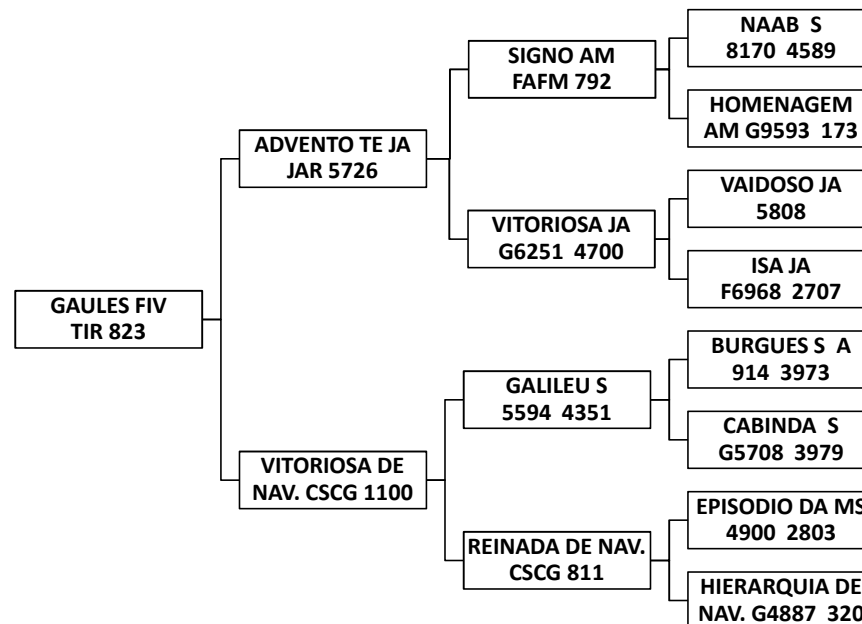 GAULES FIV
TIR 823
ADVENTO TE JA
JAR 5726
VITORIOSA DE
NAV. CSCG 1100
SIGNO AM
FAFM 792
VITORIOSA JA
G6251 4700
GALILEU S
5594 4351
REINADA DE NAV.
CSCG 811
NAAB S
8170 4589
HOMENAGEM
AM G9593 173
VAIDOSO JA
5808
ISA JA
F6968 2707
BURGUES S A
914 3973
CABINDA S
G5708 3979
EPISODIO DA MS
4900 2803
HIERARQUIA DE
NAV. G4887 320